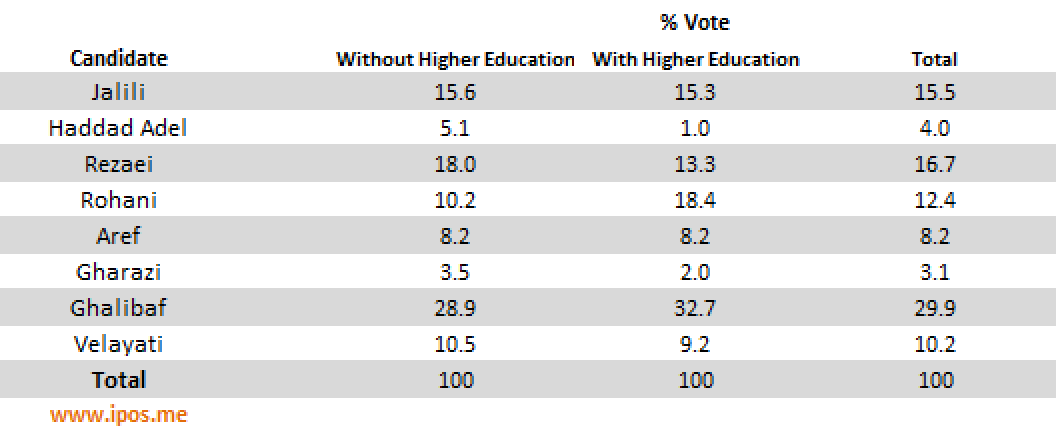 % Vote
Candidate Without Higher Education With Higher Education Total
Jalili 15.6 15.3 15.5
Haddad Adel 5.1 1.0 4.0
Rezaei 18.0 13.3 16.7
Rohani 10.2 18.4 12.4
Aref 8.2 8.2 8.2
Gharazi 3.5 2.0 3.1
Ghalibaf 28.9 32.7 29.9
Velayati 10.5 9.2 10.2
Total 100 100 100
www.ipos.me